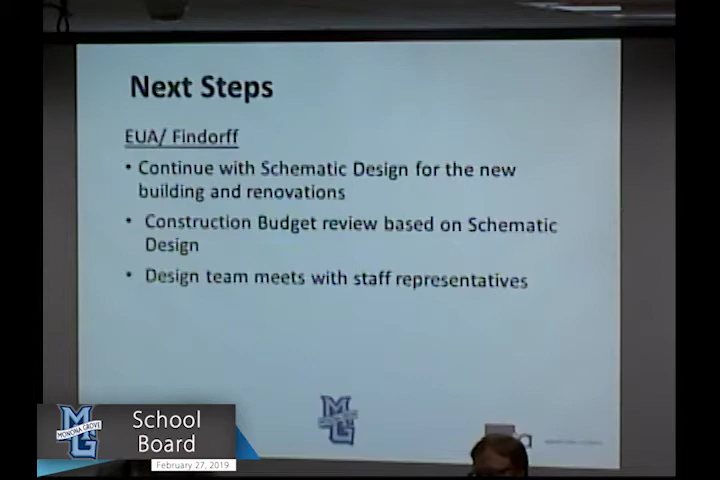 Next Steps
EUA/ Findorff
• Continue with Schematic Design for the new
building and renovations
• Construction Budget review based on Schematic
Design
• Design team meets with staff representatives
MG
MONONA GROVE
School
Board
February 27, 2019